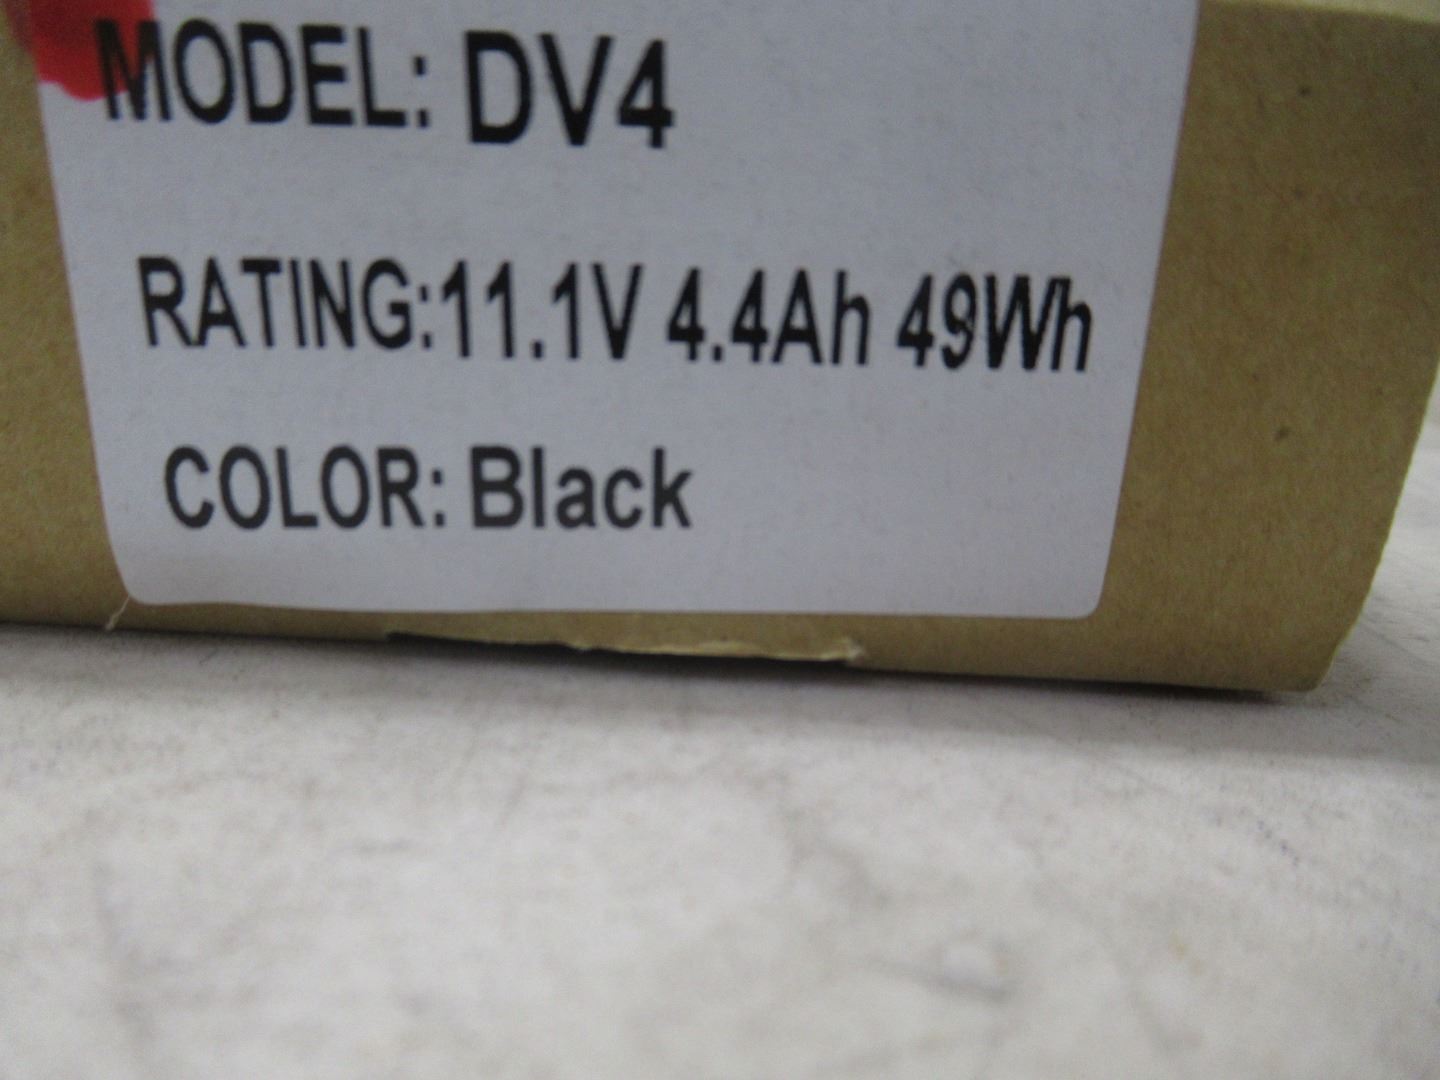 MODEL: DV4
RATING:11.1V 4.4Ah 49Wh
COLOR: Black